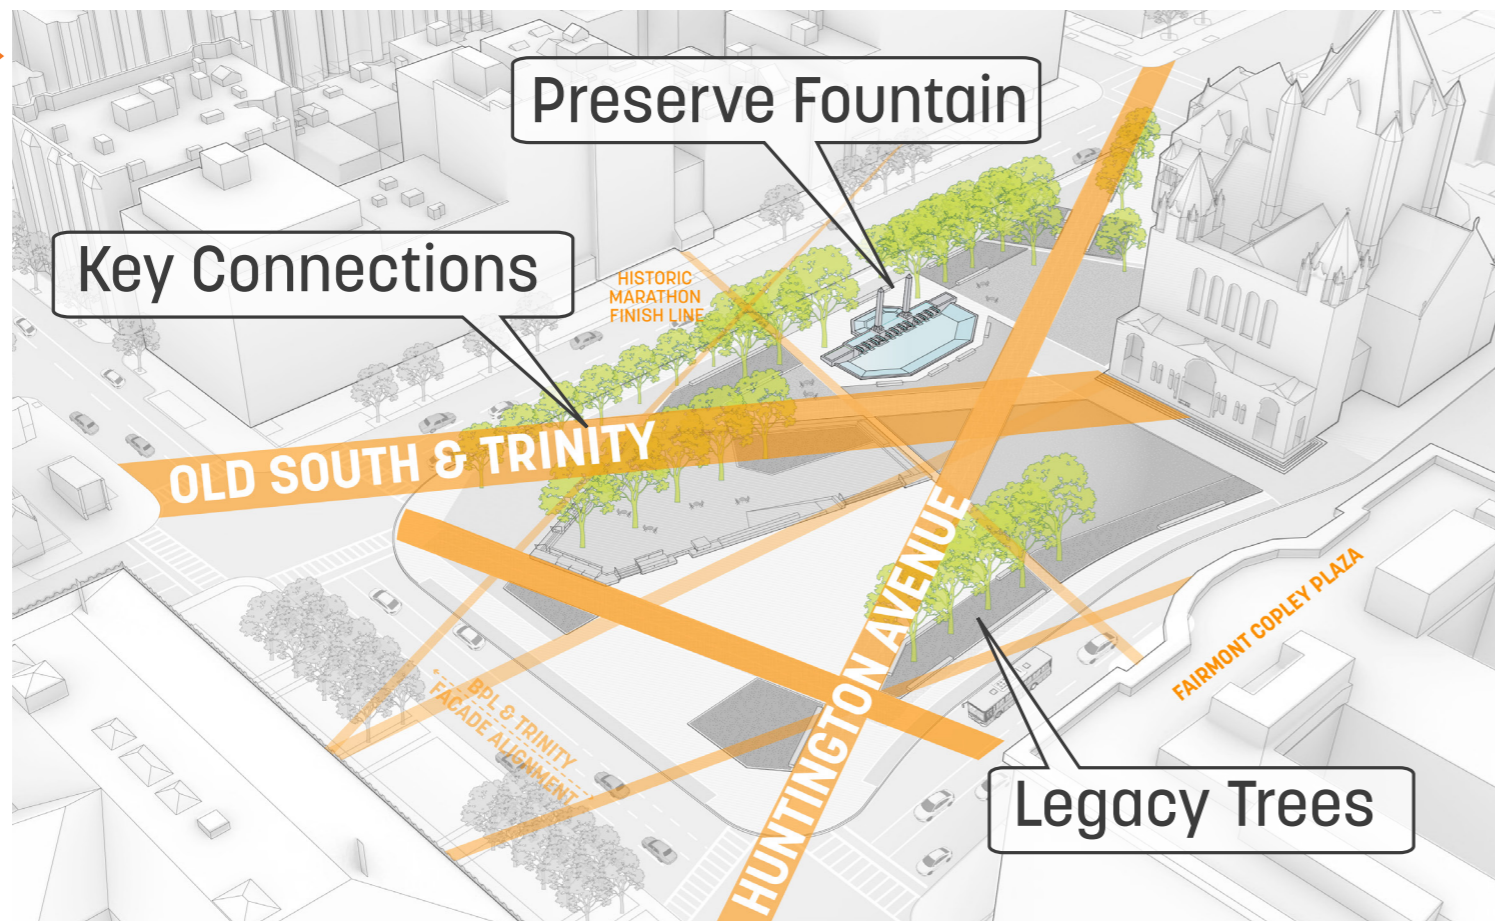 Preserve Fountain
Key Connections
HISTORIC
MARATHON
FINISH LINE
OLD SOUTH & TRINITY
HUNTINGTON AVENUE
FAIRMONT COPLEY PLAZA
BPL & TRINITY
FACADE ALIGNMENT
Legacy Trees